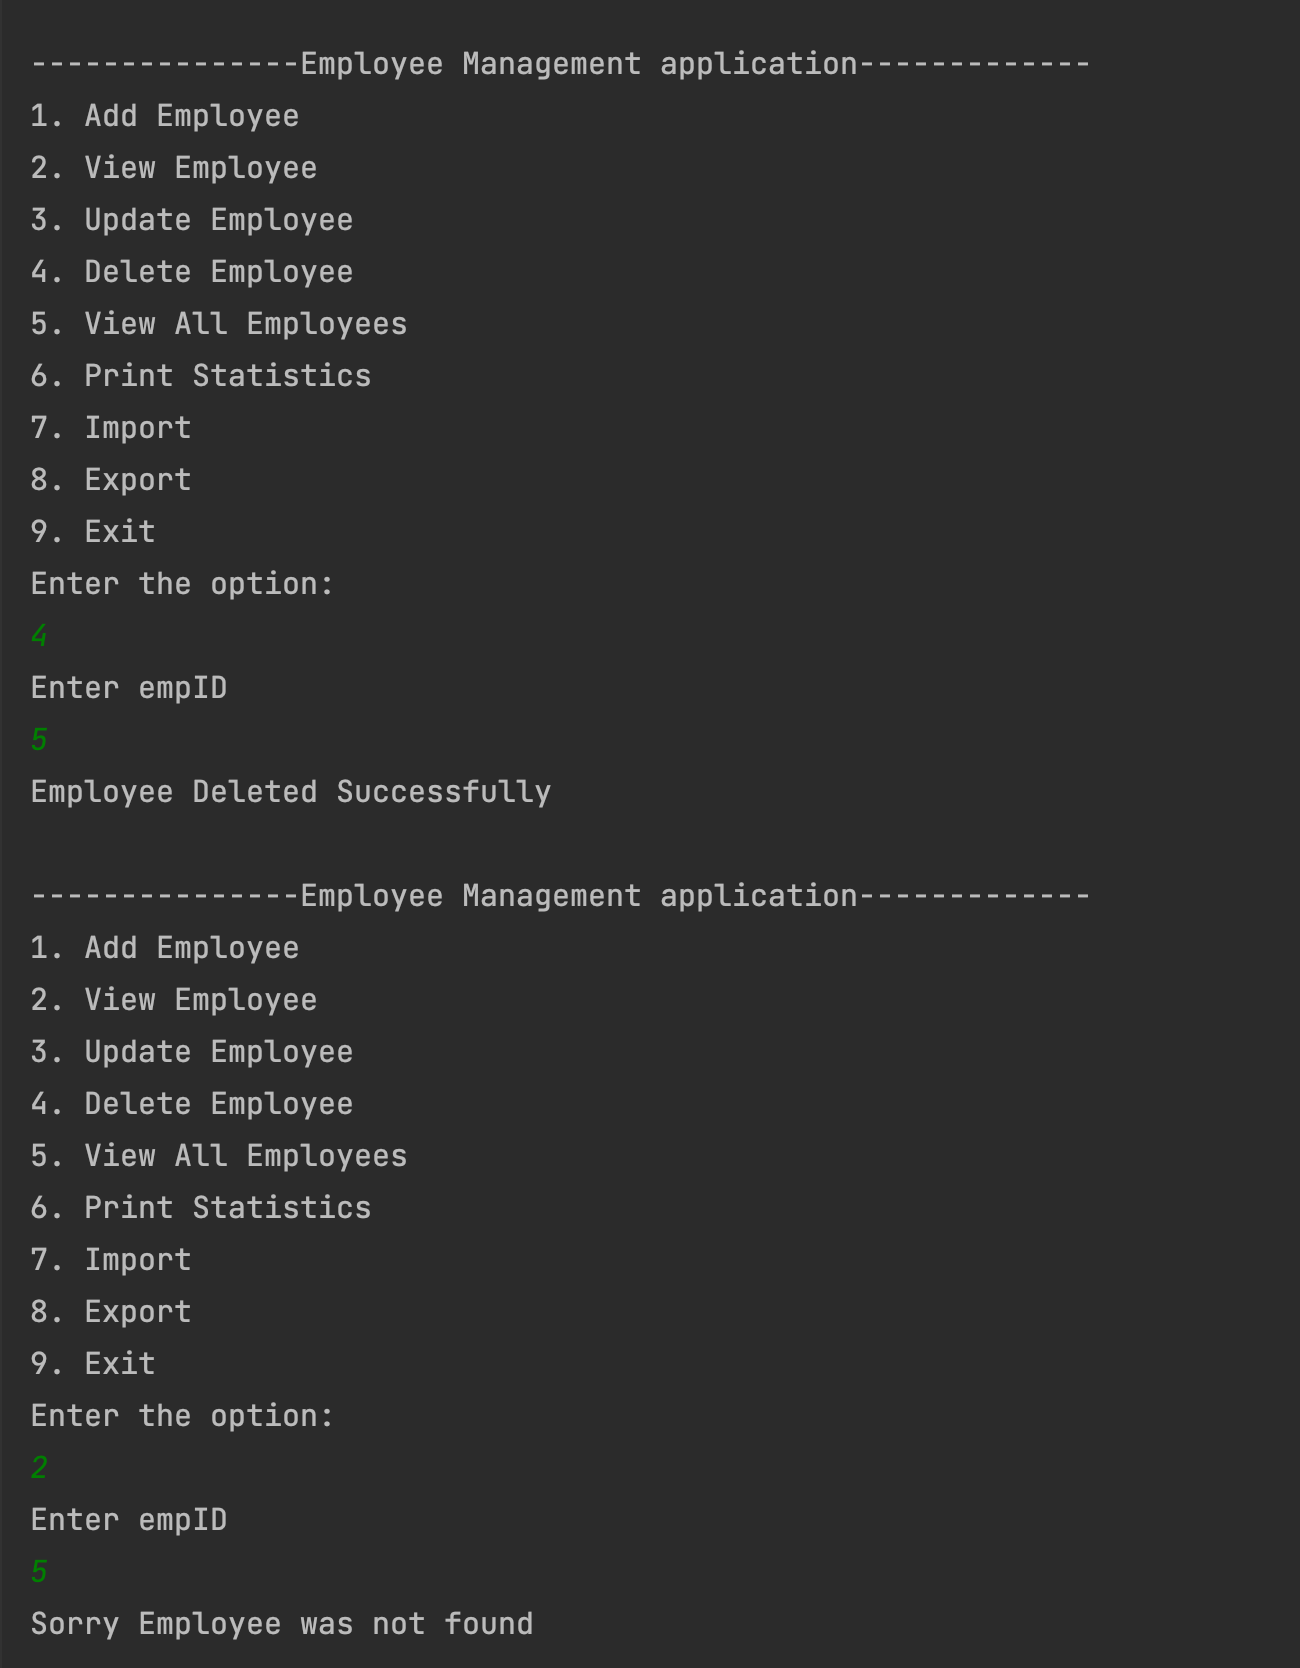 ---------------Employee Management application-------------
1. Add Employee
2. View Employee
3. Update Employee
4. Delete Employee
5. View All Employees
6. Print Statistics
7. Import
8. Export
9. Exit
Enter the option:
4
Enter empID
5
Employee Deleted Successfully
---------------Employee Management application-------------
1. Add Employee
2. View Employee
3. Update Employee
4. Delete Employee
5. View All Employees
6. Print Statistics
7. Import
8. Export
9. Exit
Enter the option:
2
Enter empID
5
Sorry Employee was not found